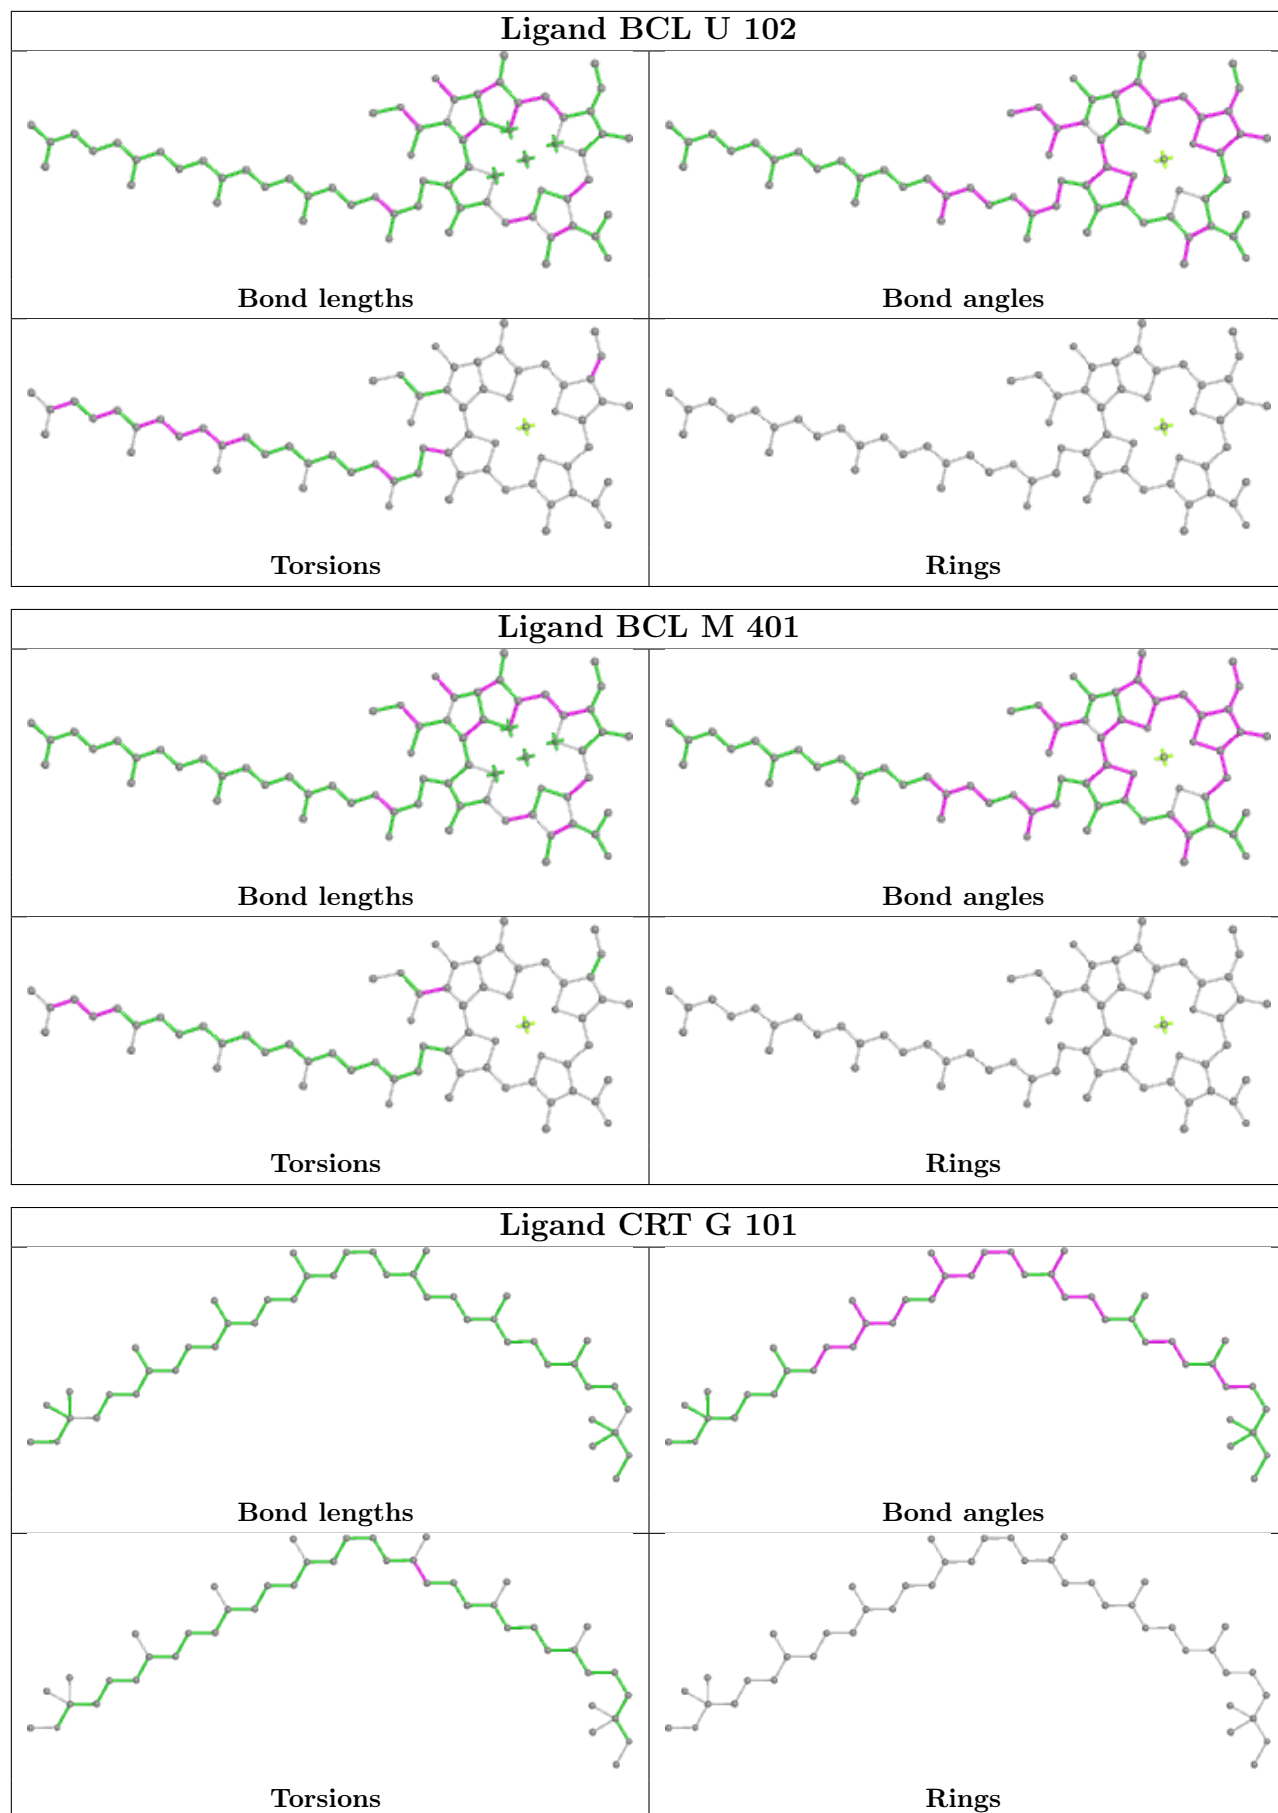 Ligand BCL U 102
Bond lengths
Bond angles
Torsions
Rings
Ligand BCL M 401
Bond lengths
Bond angles
Torsions
Rings
Ligand CRT G 101
Bond lengths
Bond angles
Torsions
Rings